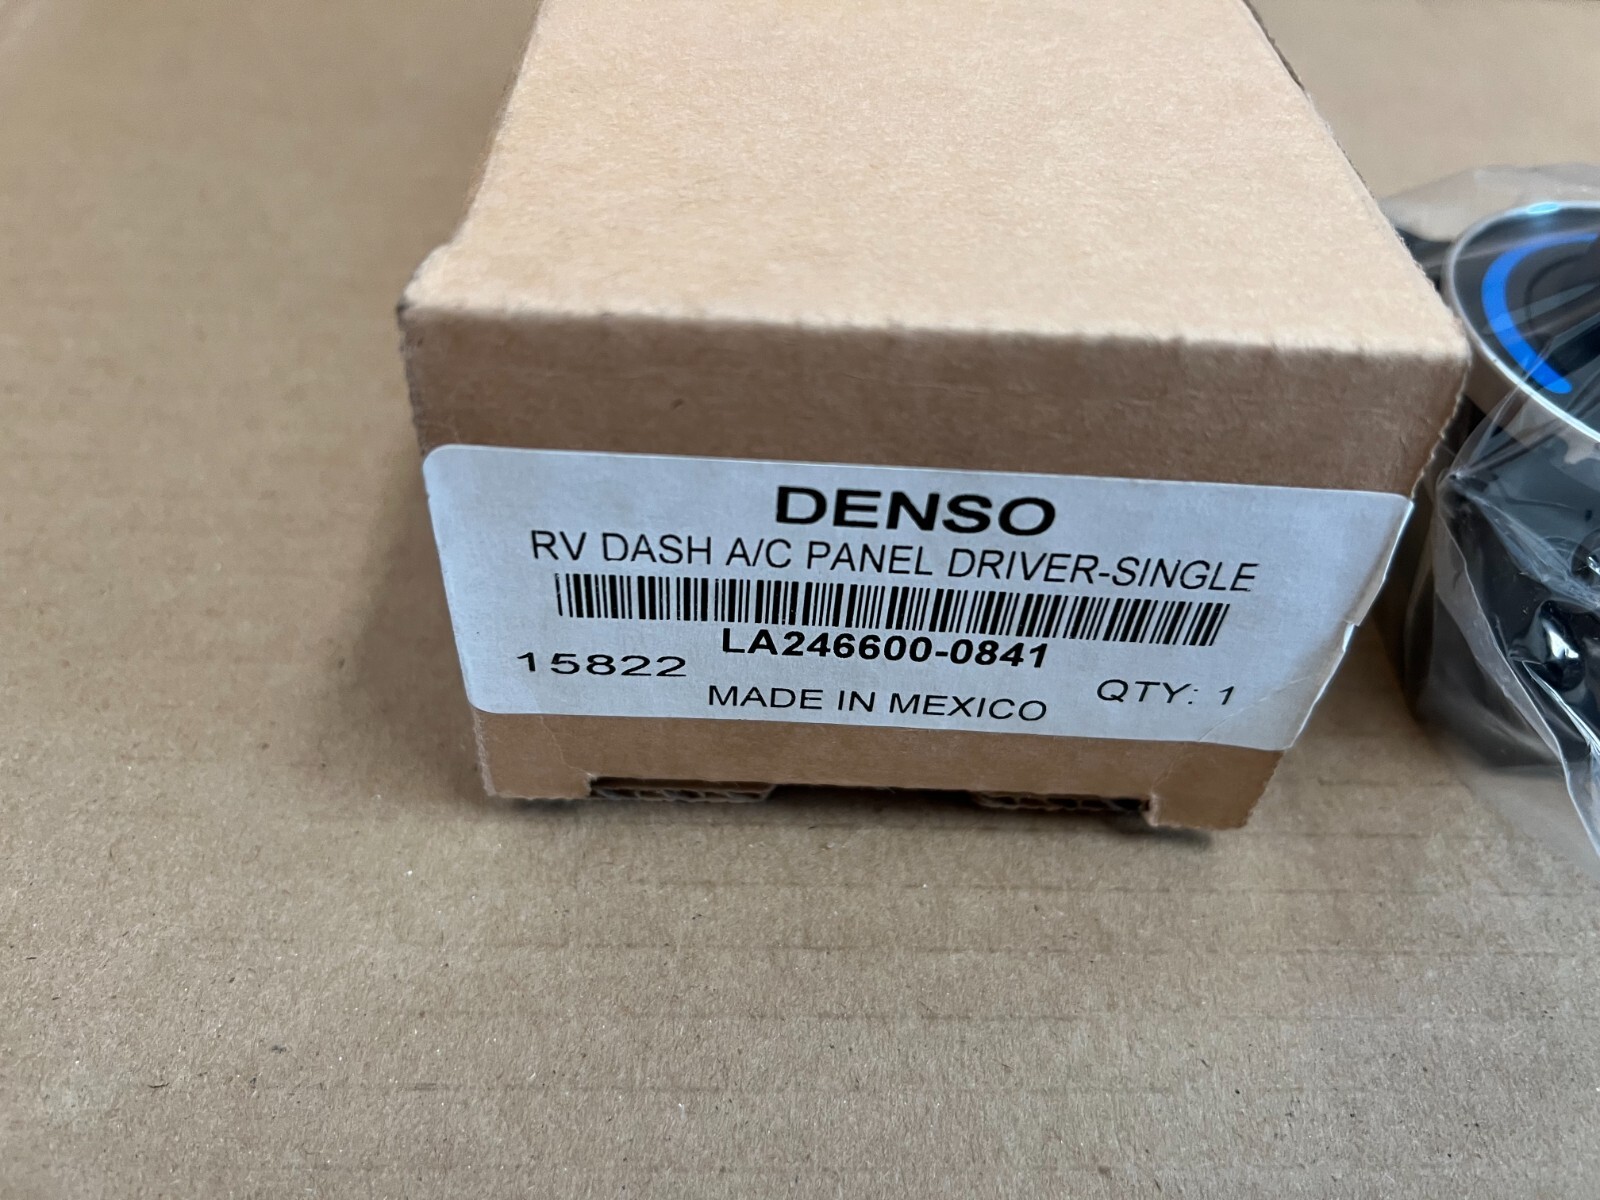 DENSO
RV DASH A/C PANEL DRIVER-SINGLE
LA246600-0841
15822
QTY: 1
MADE IN MEXICO